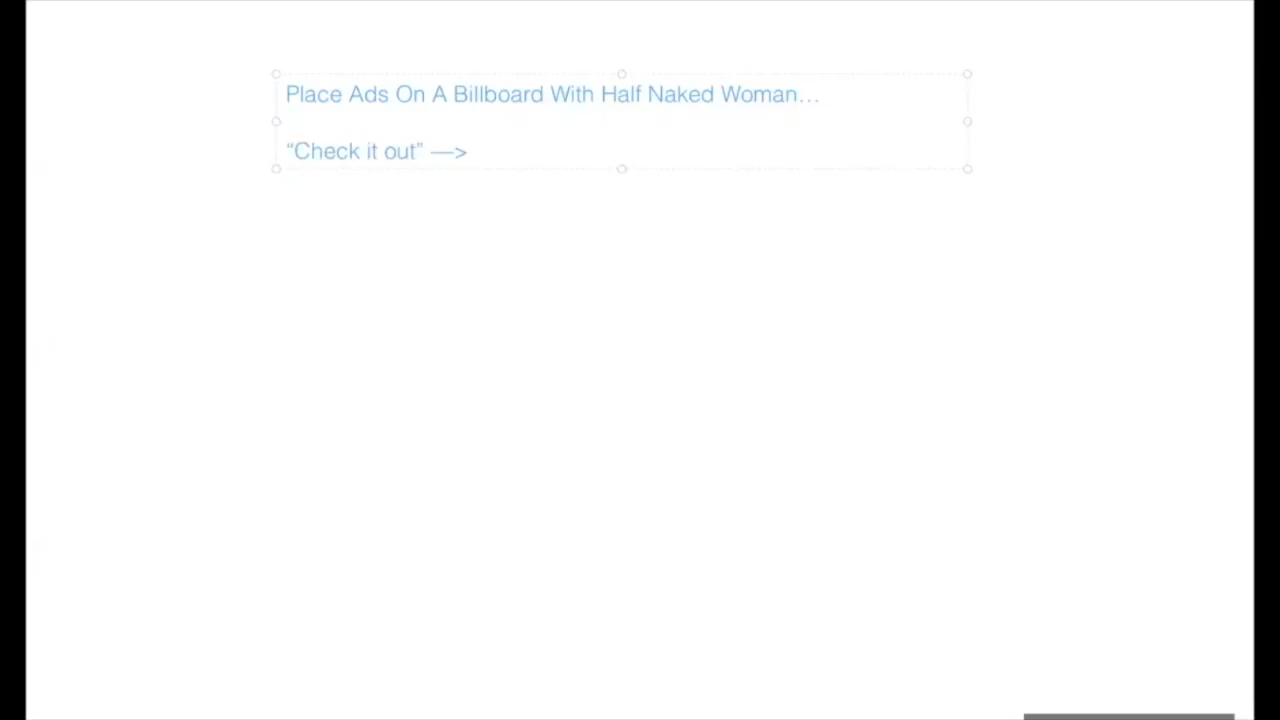 Place Ads On A Billboard With Half Naked Woman…
“Check it out” —>